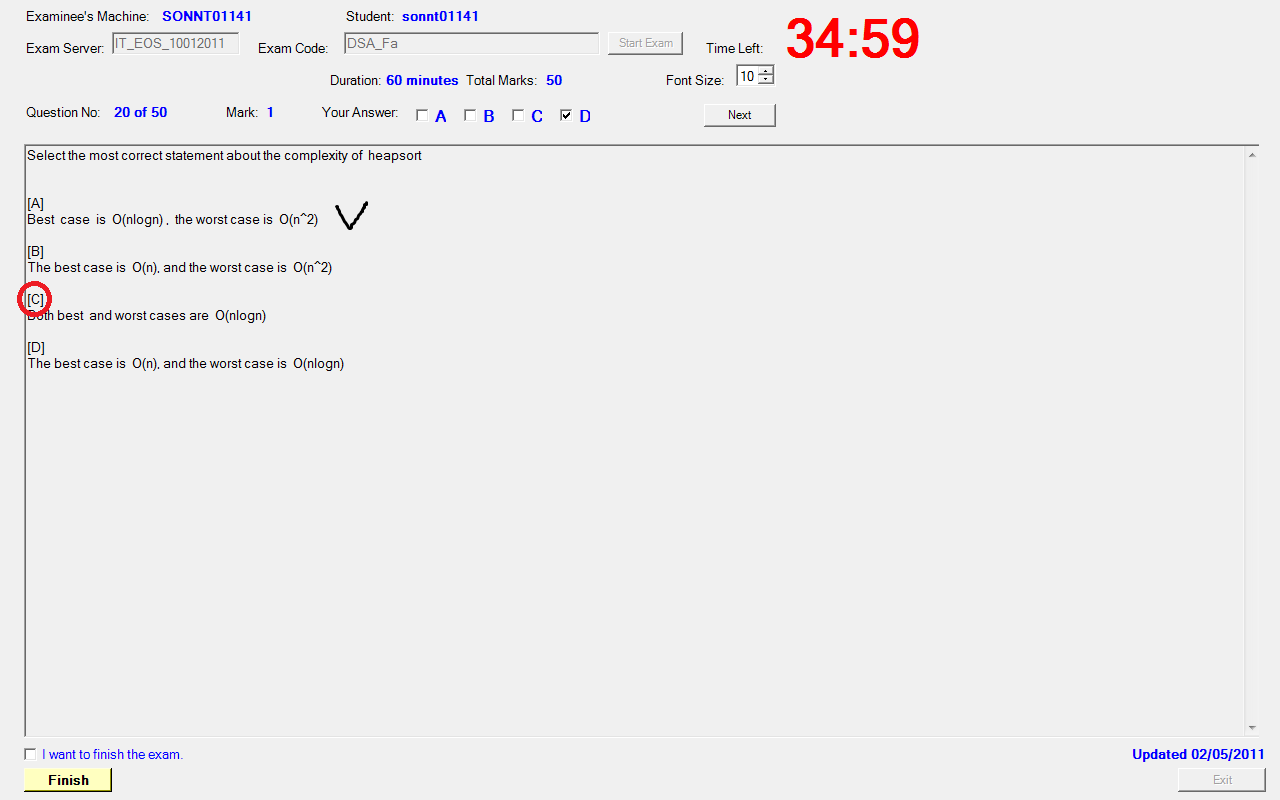 Examinee's Machine: SONNT01141 Student: sonnt01141
Exam Server: IT_EOS_10012011 Exam Code: DSA_Fa Start Exam Time Left: 34:59
Duration: 60 minutes Total Marks: 50 Font Size: 10
Question No: 20 of 50 Mark: 1 Your Answer: A B C D Next
Select the most correct statement about the complexity of heapsort
[A]
Best case is O(nlogn) , the worst case is O(n^2)
[B]
The best case is O(n), and the worst case is O(n^2)
[C]
Both best and worst cases are O(nlogn)
[D]
The best case is O(n), and the worst case is O(nlogn)
I want to finish the exam. Updated 02/05/2011
Finish Exit